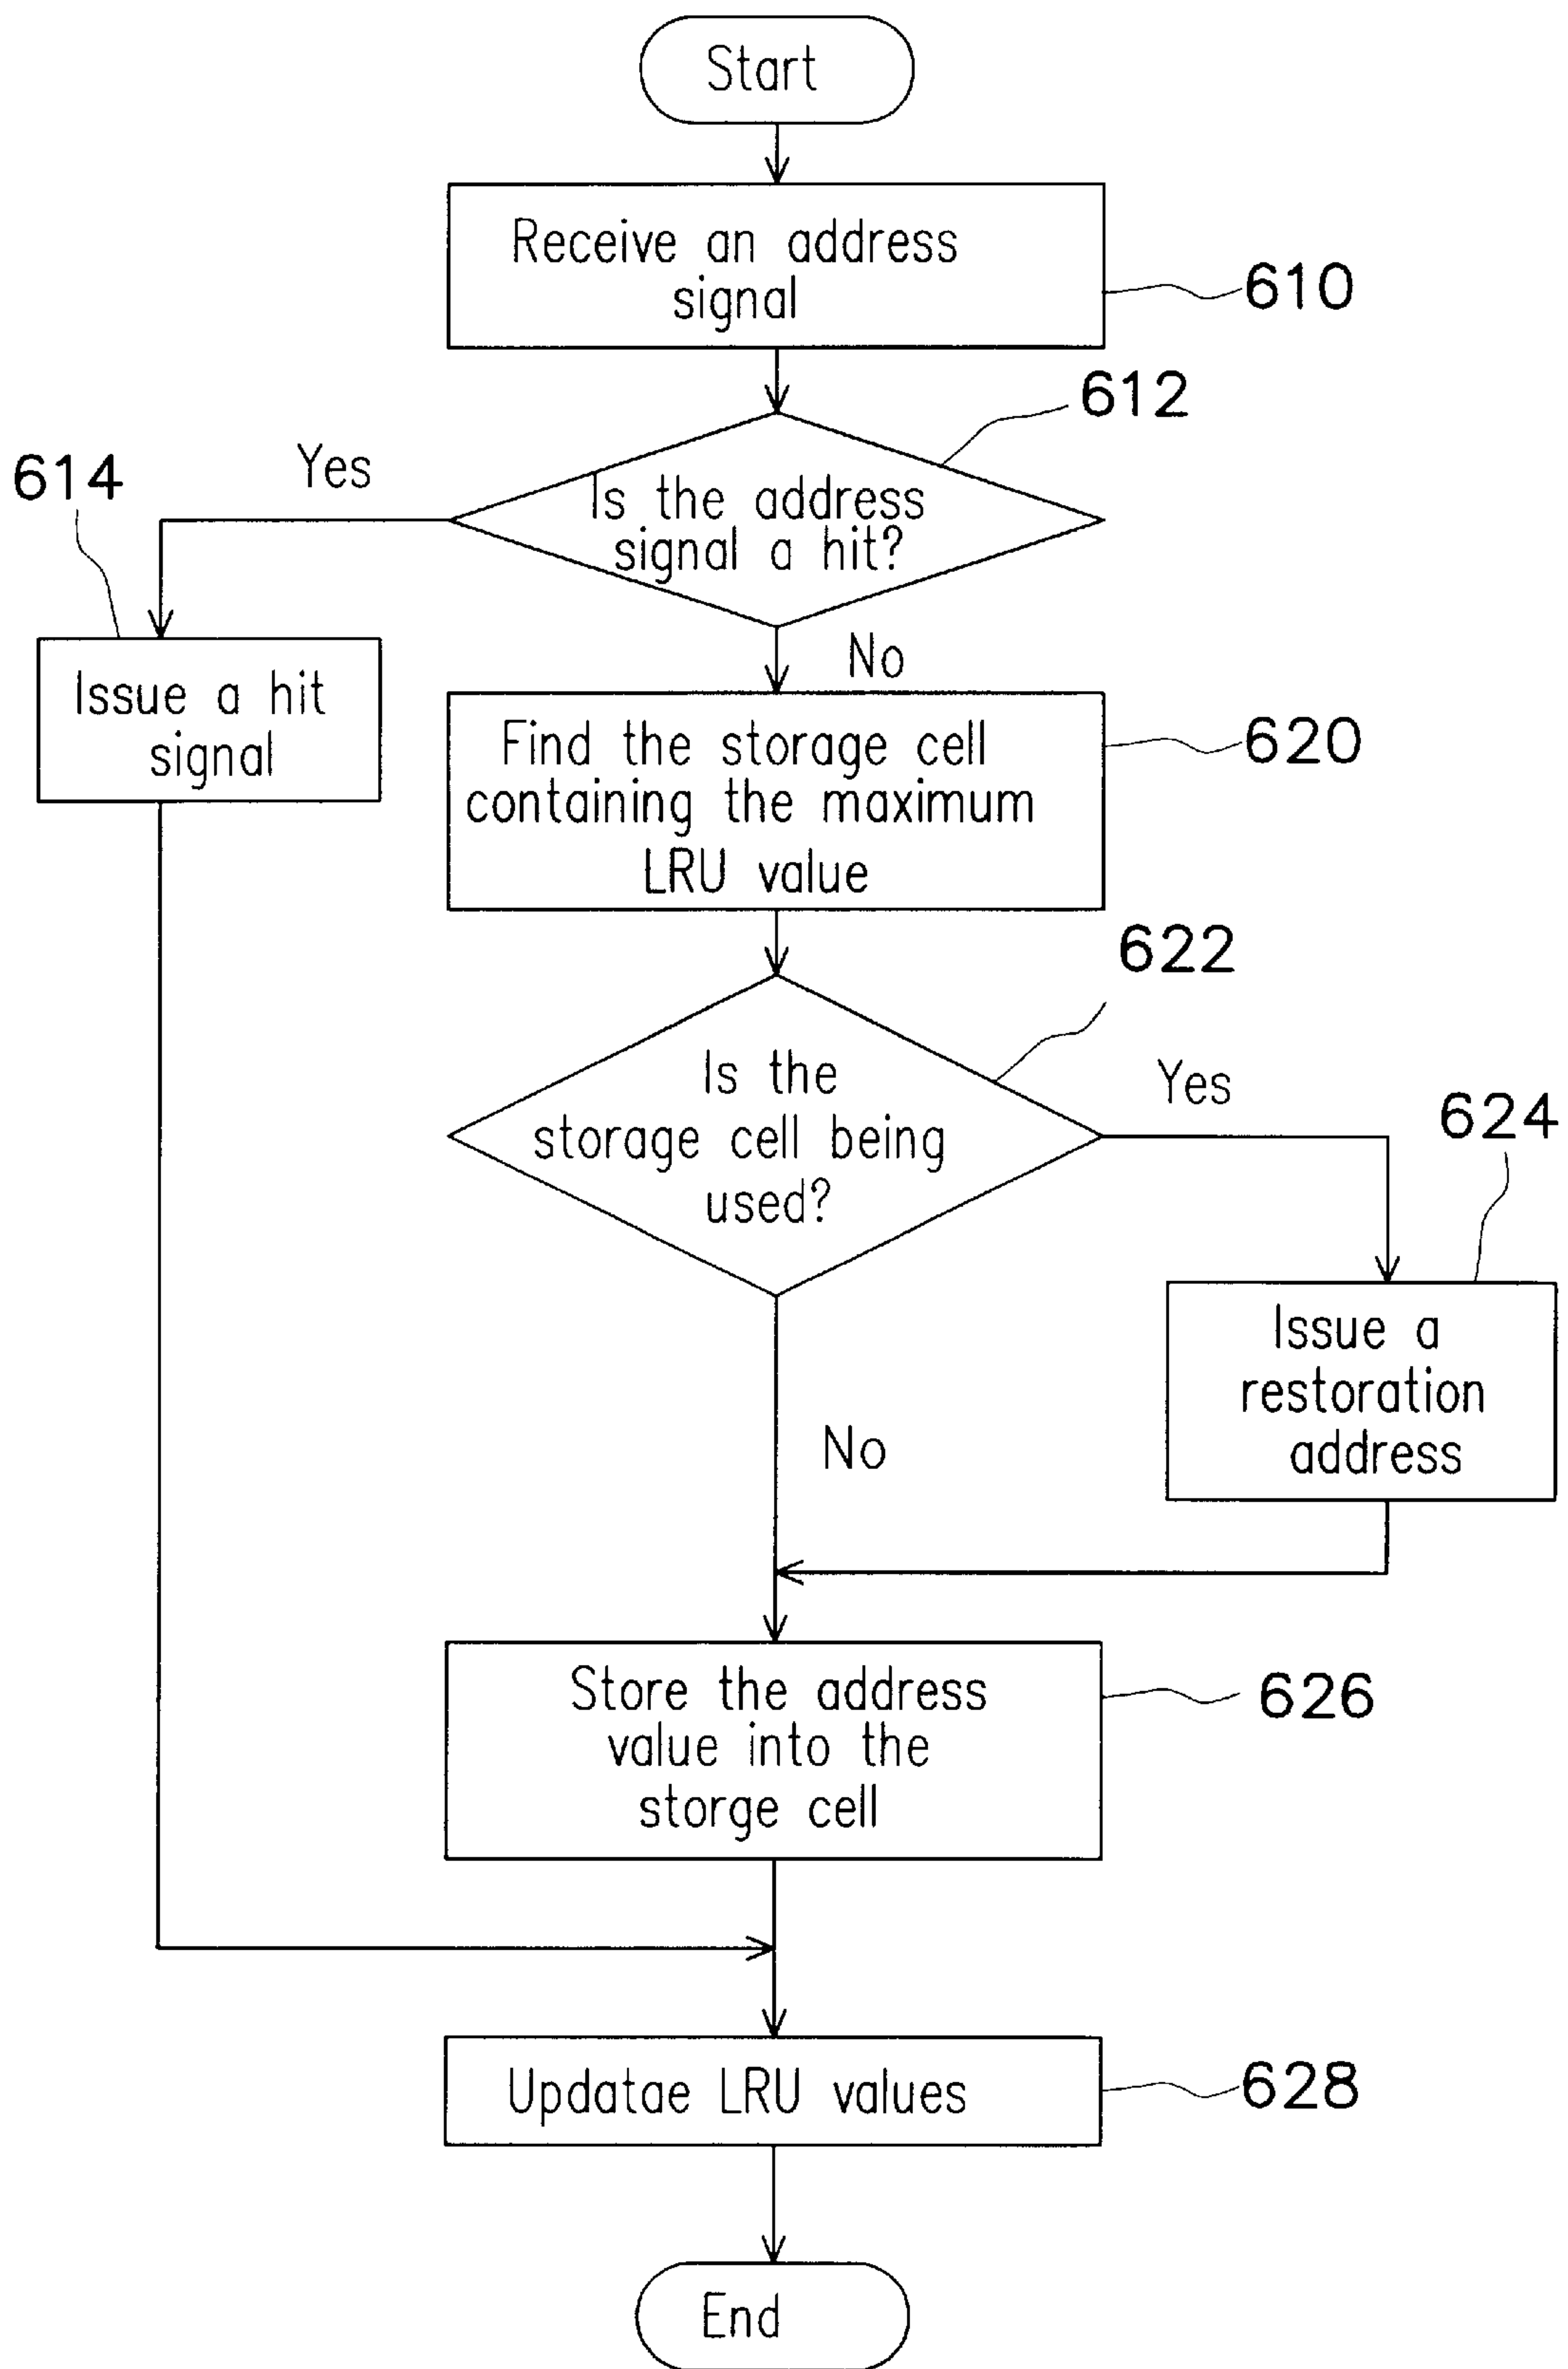 Start
Receive an address
signal
610
612
Yes
614
Is the address
signal a hit?
No
Issue a hit
signal
Find the storage cell
containing the maximum
LRU value
620
622
Is the
storage cell being
used?
Yes
624
Issue a
restoration
address
No
Store the address
value into the
storge cell
626
Updatae LRU values
628
End